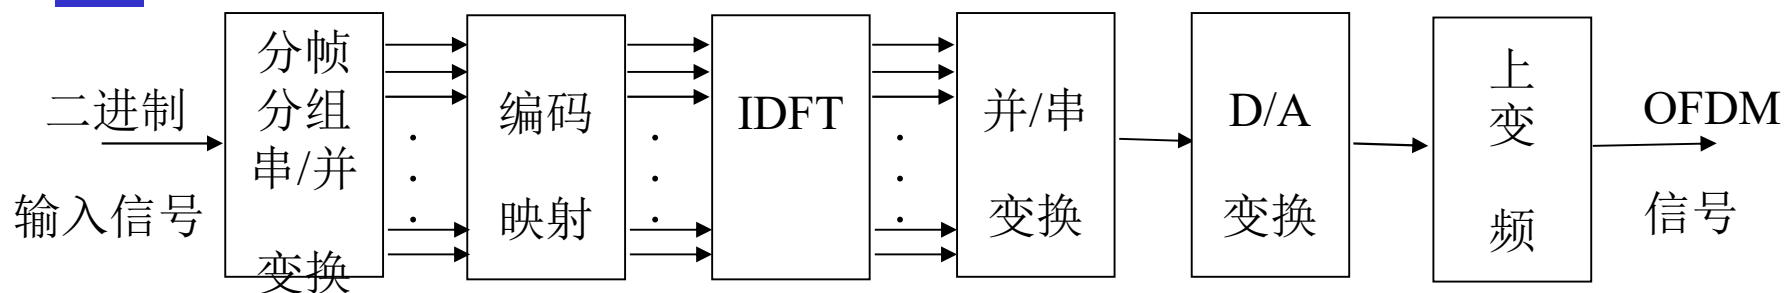 二进制
输入信号
分帧
分组
串/并
变换
编码
映射
IDFT
并/串
变换
D/A
变换
上
变
频
OFDM
信号